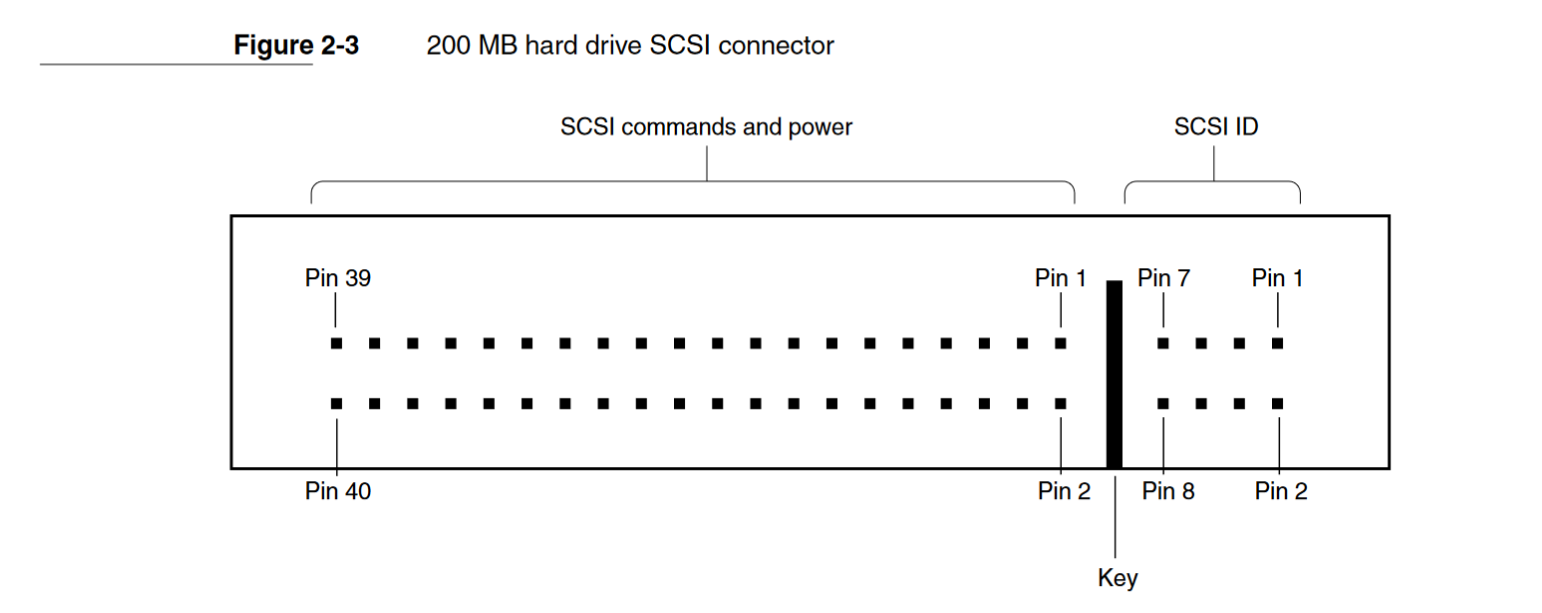 Figure 2-3 200 MB hard drive SCSI connector
SCSI commands and power SCSI ID
Pin 39 Pin 1 Pin 7 Pin 1
Pin 40 Pin 2 Pin 8 Pin 2
Key